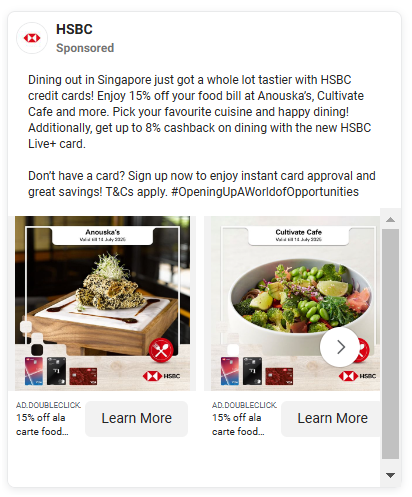 HSBC
Sponsored
Dining out in Singapore just got a whole lot tastier with HSBC
credit cards! Enjoy 15% off your food bill at Anouska's, Cultivate
Cafe and more. Pick your favourite cuisine and happy dining!
Additionally, get up to 8% cashback on dining with the new HSBC
Live+ card.
Don't have a card? Sign up now to enjoy instant card approval and
great savings! T&Cs apply. #OpeningUpAWorldofOpportunities
Anouska's
Valid till 14 July 2025
HSBC
Cultivate Cafe
Valid till 14 July 2025
HSBC
AD.DOUBLECLICK.
15% off ala
carte food...
Learn More
AD.DOUBLECLICK.
15% off ala
carte food...
Learn More